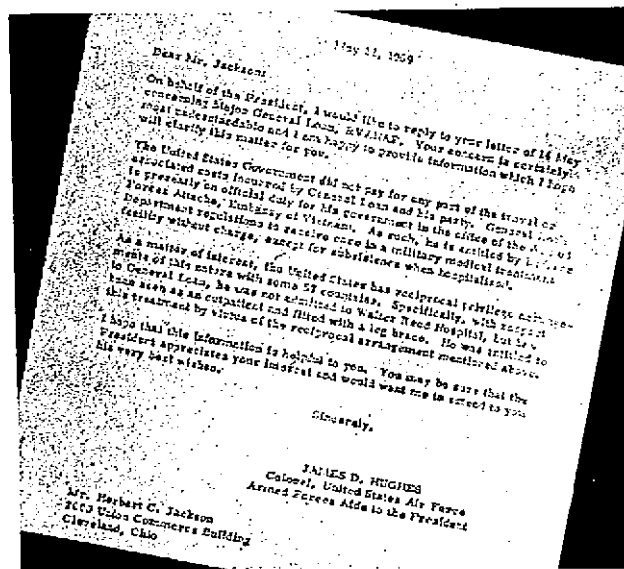 May 22, 1969
Dear Mr. Jackson:
On behalf of the President, I would like to reply to your letter of 14 May
concerning Major General Loan, RVNAF. Your concern is certainly
most understandable and I am happy to provide information which I hope
will clarify this matter for you.
The United States Government did not pay for any part of the travel or
associated costs incurred by General Loan and his party. General
is presently on official duty for his government in the office of the
Forces Attache, Embassy of Vietnam. As such, he is entitled by
Department regulations to receive care in a military medical treatment
facility without charge, except for subsistence when hospitalized.
As a matter of interest, the United States has reciprocal privilege
ments of this nature with some 57 countries. Specifically, with respect
to General Loan, he was not admitted to Walter Reed Hospital, but he
been seen as an outpatient and fitted with a leg brace. He was entitled to
this treatment by virtue of the reciprocal arrangement mentioned above.
I hope that this information is helpful to you. You may be sure that the
President appreciates your interest and would want me to extend to you
his very best wishes.
Sincerely,
JAMES D. HUGHES
Colonel, United States Air Force
Armed Forces Aide to the President
Mr. Herbert C. Jackson
Union Commerce Building
Cleveland, Ohio